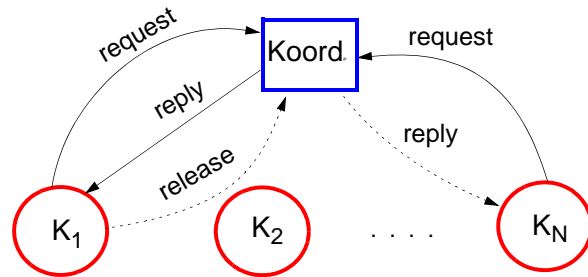 request
request
Koord.
reply
reply
release
K1
K2
. . . .
KN